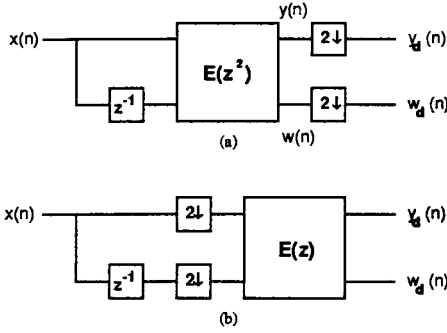 y(n)
x(n) 2↓ y_d (n)
E(z²)
z⁻¹ 2↓ w_d (n)
(a) w(n)
x(n) 2↓ y_d (n)
E(z)
z⁻¹ 2↓ w_d (n)
(b)